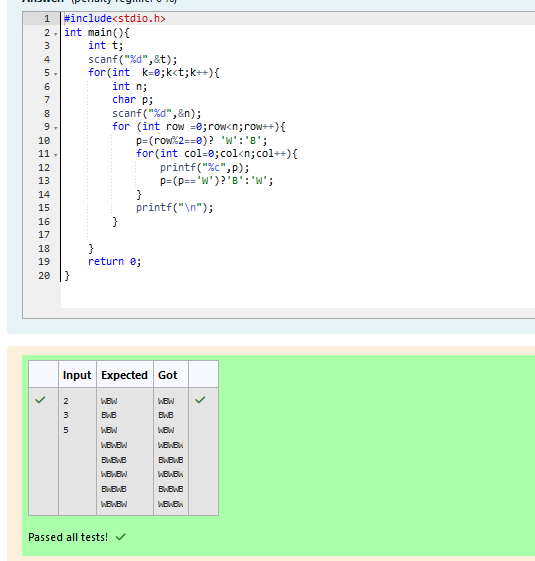 Answer: (penalty regime: 0 %)
1 #include<stdio.h>
2 int main(){
3 int t;
4 scanf("%d",&t);
5 for(int  k=0;k<t;k++){
6 int n;
7 char p;
8 scanf("%d",&n);
9 for (int row =0;row<n;row++){
10 p=(row%2==0)? 'W':'B';
11 for(int col=0;col<n;col++){
12 printf("%c",p);
13 p=(p=='W')?'B':'W';
14 }
15 printf("\n");
16 }
17
18 }
19 return 0;
20 }
Input Expected Got
2 WBW WBW
3 BWB BWB
5 WBW WBW
WBWBW WBWBW
BWBWB BWBWB
WBWBW WBWBW
BWBWB BWBWB
WBWBW WBWBW
Passed all tests!